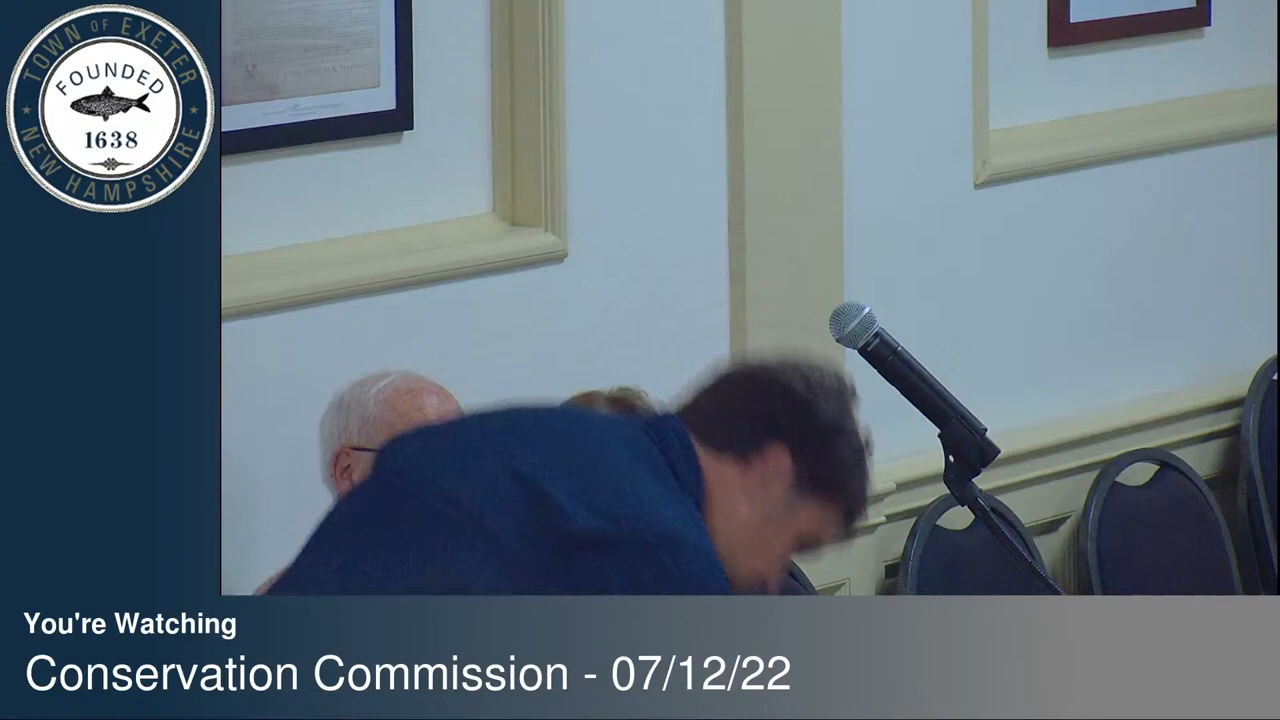 TOWN OF EXETER
FOUNDED
1638
NEW HAMPSHIRE
You're Watching
Conservation Commission - 07/12/22